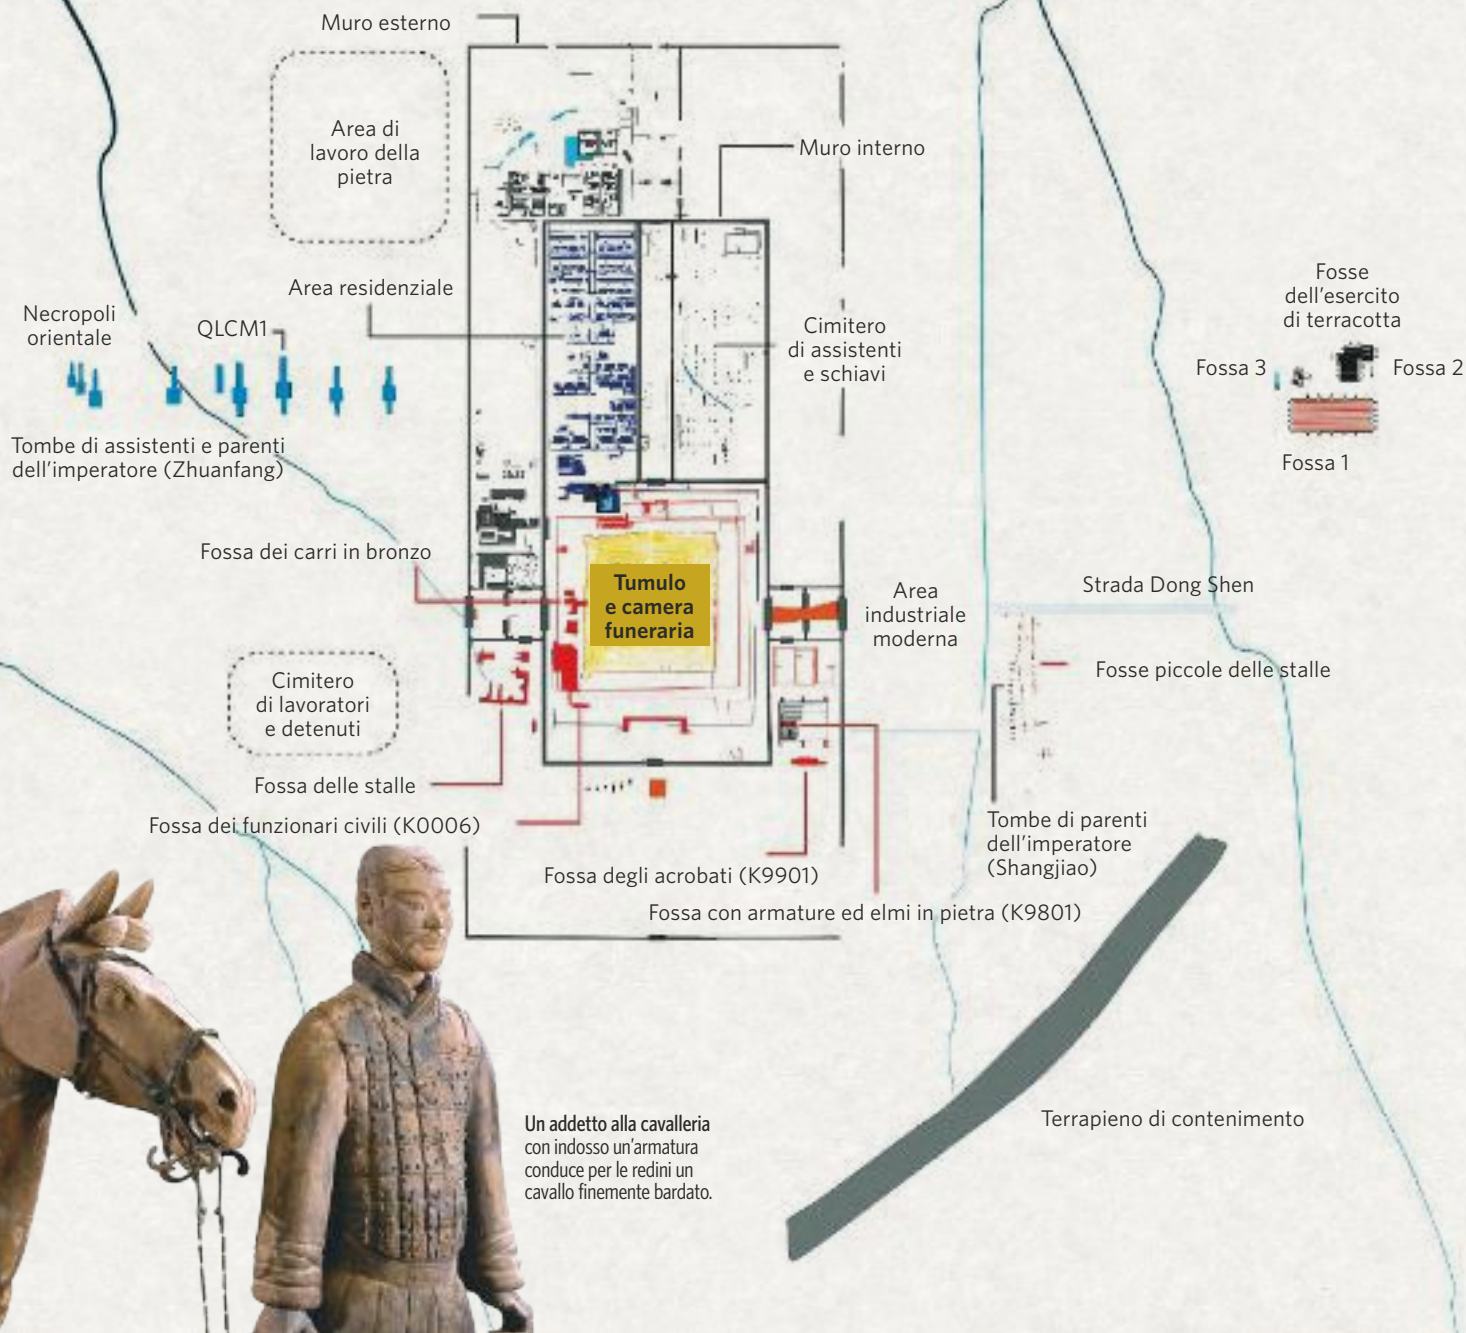 Muro esterno
Area di
lavoro della
pietra
Muro interno
Area residenziale
Necropoli
orientale
QLCM1
Cimitero
di assistenti
e schiavi
Fosse
dell'esercito
di terracotta
Fossa 3
Fossa 2
Fossa 1
Tombe di assistenti e parenti
dell'imperatore (Zhuanfang)
Fossa dei carri in bronzo
Tumulo
e camera
funeraria
Area
industriale
moderna
Strada Dong Shen
Fosse piccole delle stalle
Cimitero
di lavoratori
e detenuti
Fossa delle stalle
Fossa dei funzionari civili (K0006)
Tombe di parenti
dell'imperatore
(Shangjiao)
Fossa degli acrobati (K9901)
Fossa con armature ed elmi in pietra (K9801)
Un addetto alla cavalleria
con indosso un'armatura
conduce per le redini un
cavallo finemente bardato.
Terrapieno di contenimento